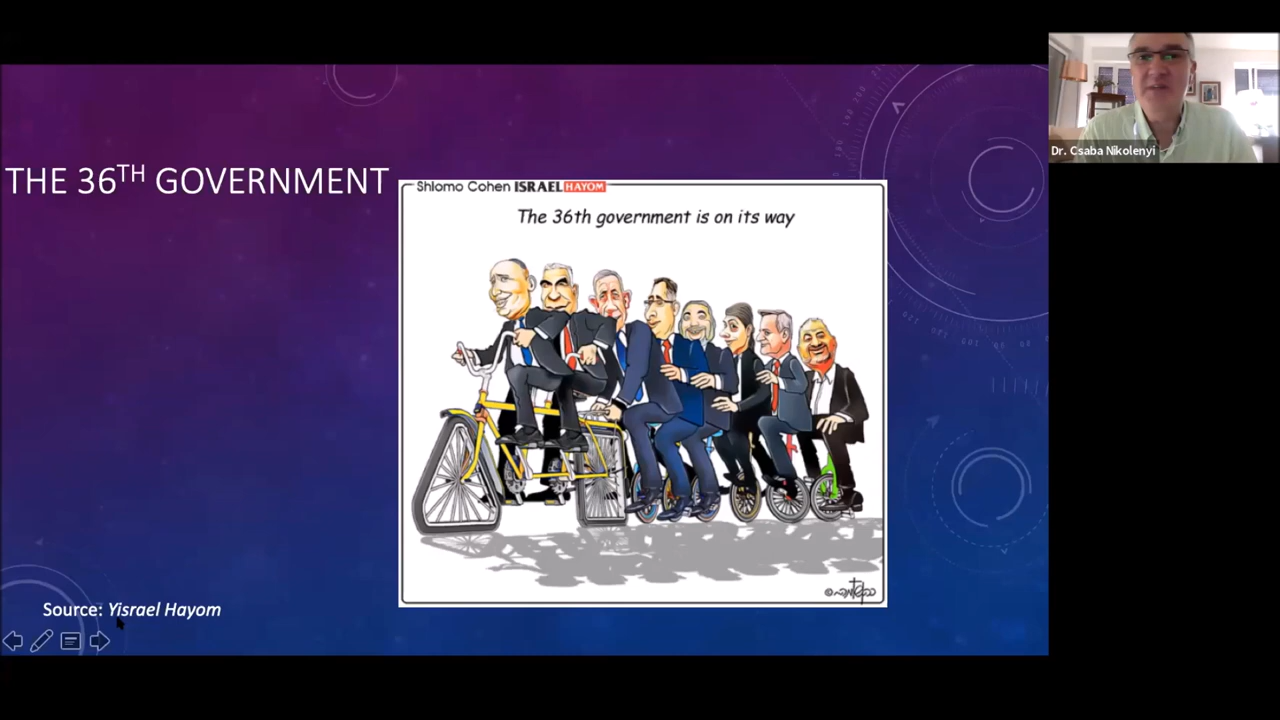 THE 36TH GOVERNMENT
Shlomo Cohen ISRAEL HAYOM
The 36th government is on its way
Source: Yisrael Hayom
Dr. Csaba Nikolenyi